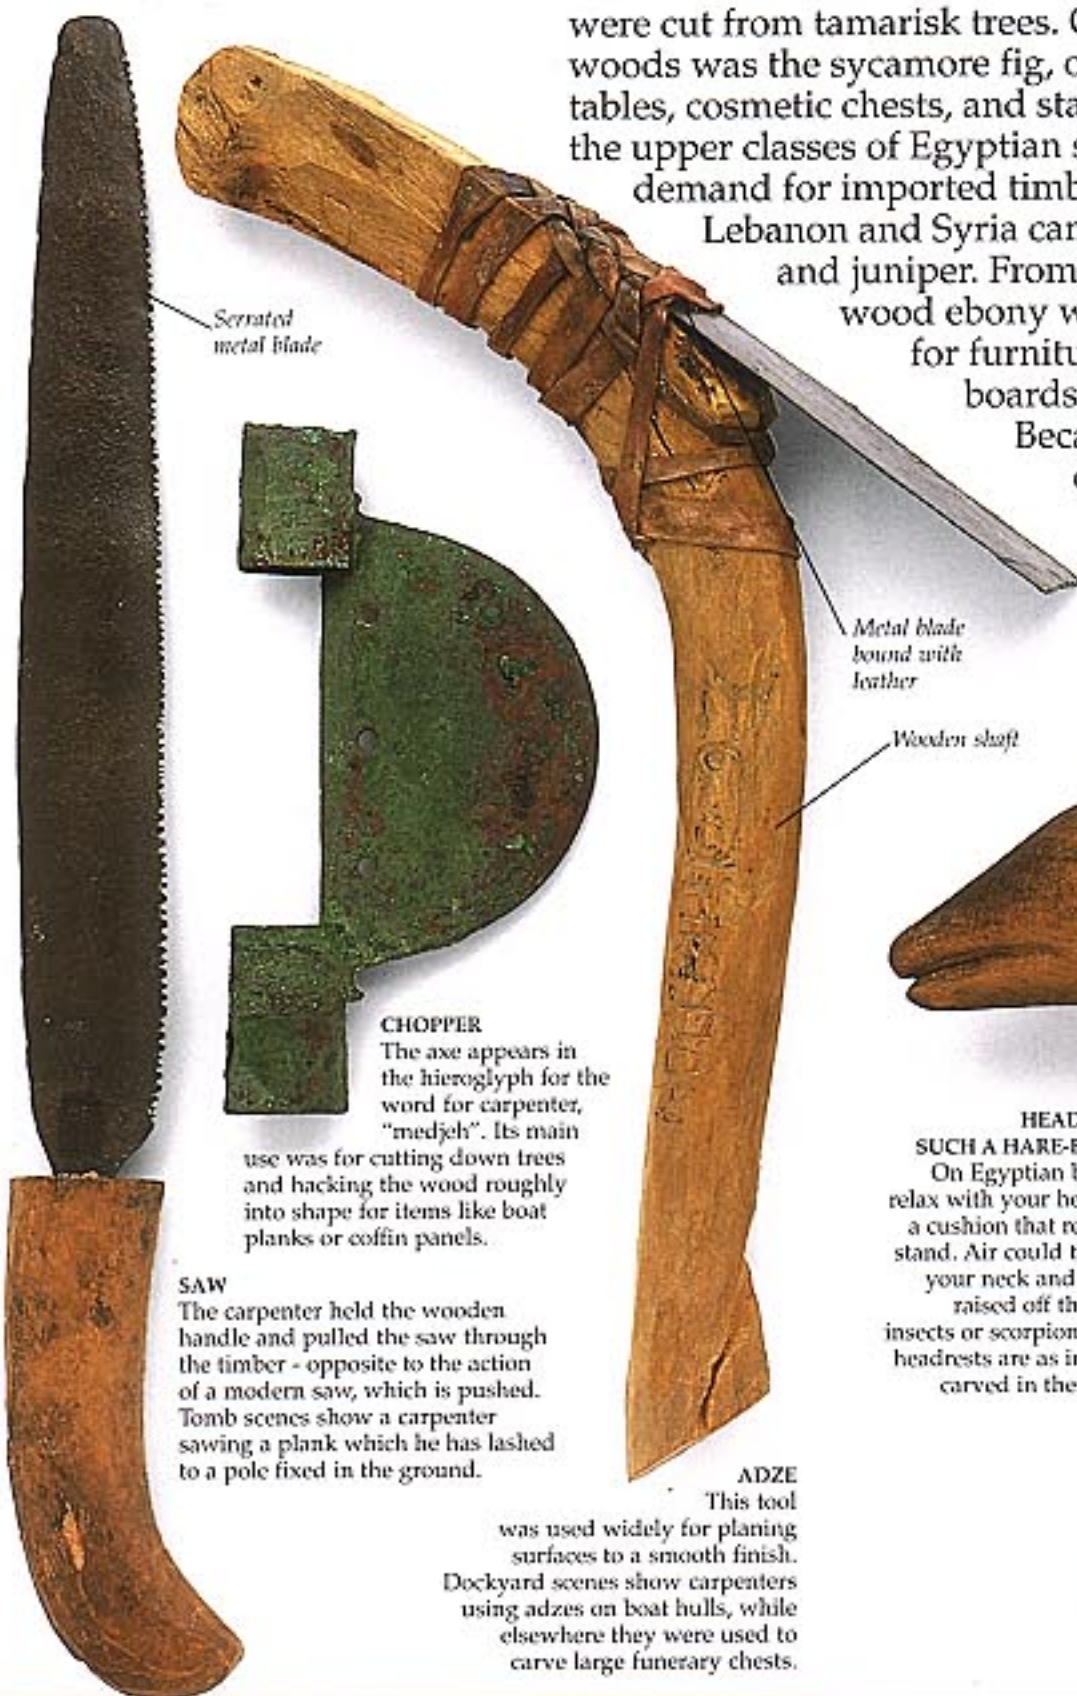 were cut from tamarisk trees.
woods was the sycamore fig,
tables, cosmetic chests, and
the upper classes of Egyptian
demand for imported
Lebanon and Syria
and juniper. From
wood ebony
for
boards
Serrated
metal blade
Metal blade
bound with
leather
Wooden shaft
CHOPPER
The axe appears in
the hieroglyph for the
word for carpenter,
"medjeh". Its main
use was for cutting down trees
and hacking the wood roughly
into shape for items like boat
planks or coffin panels.
SAW
The carpenter held the wooden
handle and pulled the saw through
the timber - opposite to the action
of a modern saw, which is pushed.
Tomb scenes show a carpenter
sawing a plank which he has lashed
to a pole fixed in the ground.
ADZE
This tool
was used widely for planing
surfaces to a smooth finish.
Dockyard scenes show carpenters
using adzes on boat hulls, while
elsewhere they were used to
carve large funerary chests.
HEAD
SUCH A
On Egyptian
relax with your
a cushion that
stand. Air could
your neck and
raised off
insects or
headrests are as
carved in the